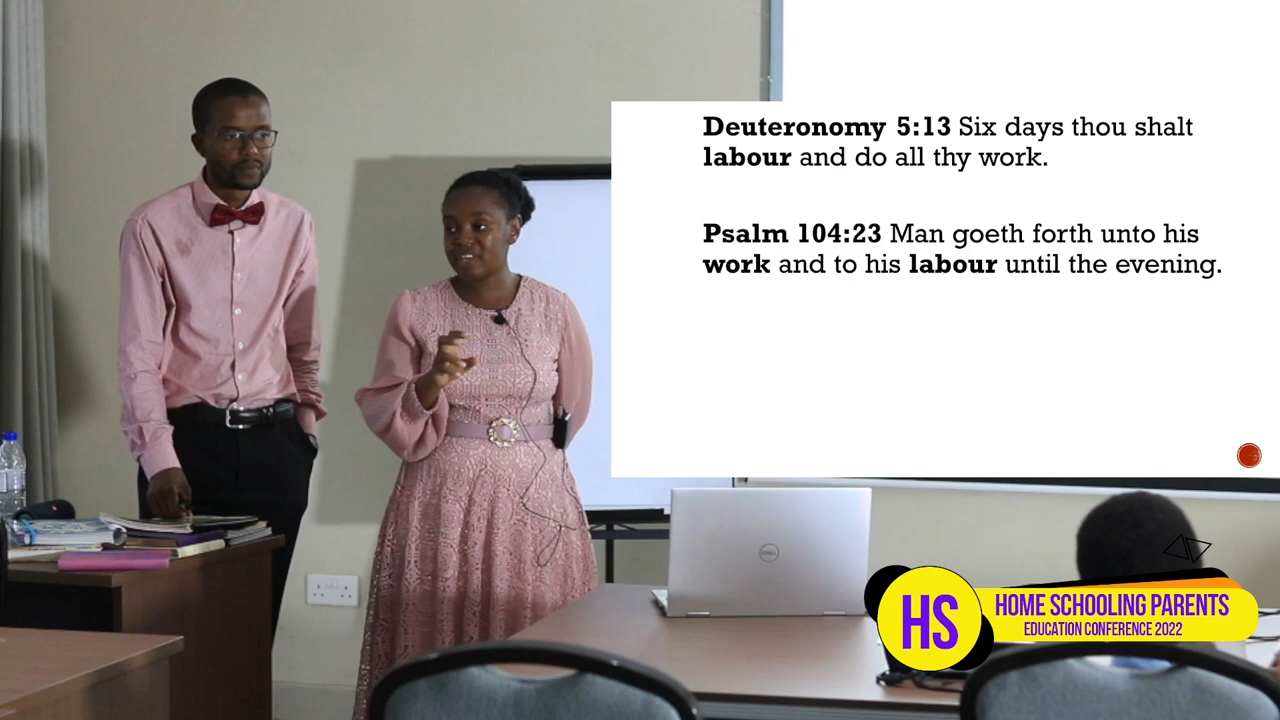 Deuteronomy 5:13 Six days thou shalt
labour and do all thy work.
Psalm 104:23 Man goeth forth unto his
work and to his labour until the evening.
DELL
HS
HOME SCHOOLING PARENTS
EDUCATION CONFERENCE 2022